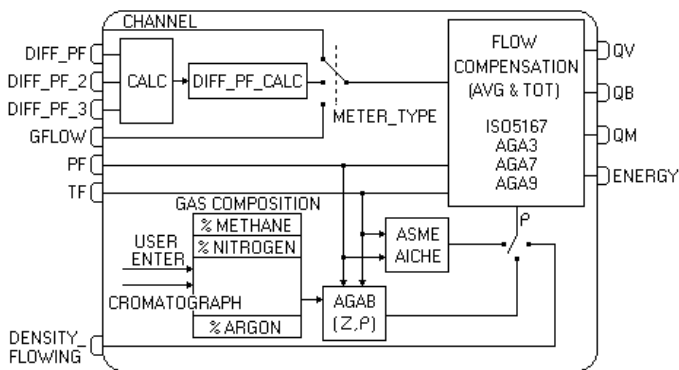 CHANNEL
DIFF_PF
DIFF_PF_2
DIFF_PF_3
GFLOW
PF
TF
CALC
DIFF_PF_CALC
METER_TYPE
FLOW
COMPENSATION
(AVG & TOT)
ISO5167
AGA3
AGA7
AGA9
QV
QB
QM
ENERGY
GAS COMPOSITION
% METHANE
% NITROGEN
% ARGON
USER
ENTER
CROMATOGRAPH
ASME
AICHE
AGAB
(Z,ρ)
ρ
DENSITY_
FLOWING